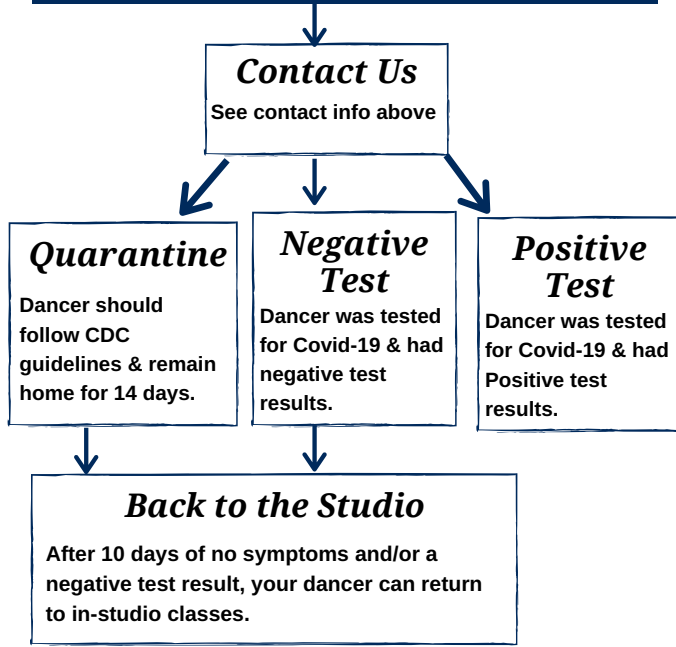 Contact Us
See contact info above
Quarantine
Dancer should
follow CDC
guidelines & remain
home for 14 days.
Negative
Test
Dancer was tested
for Covid-19 & had
negative test
results.
Positive
Test
Dancer was tested
for Covid-19 & had
Positive test
results.
Back to the Studio
After 10 days of no symptoms and/or a
negative test result, your dancer can return
to in-studio classes.